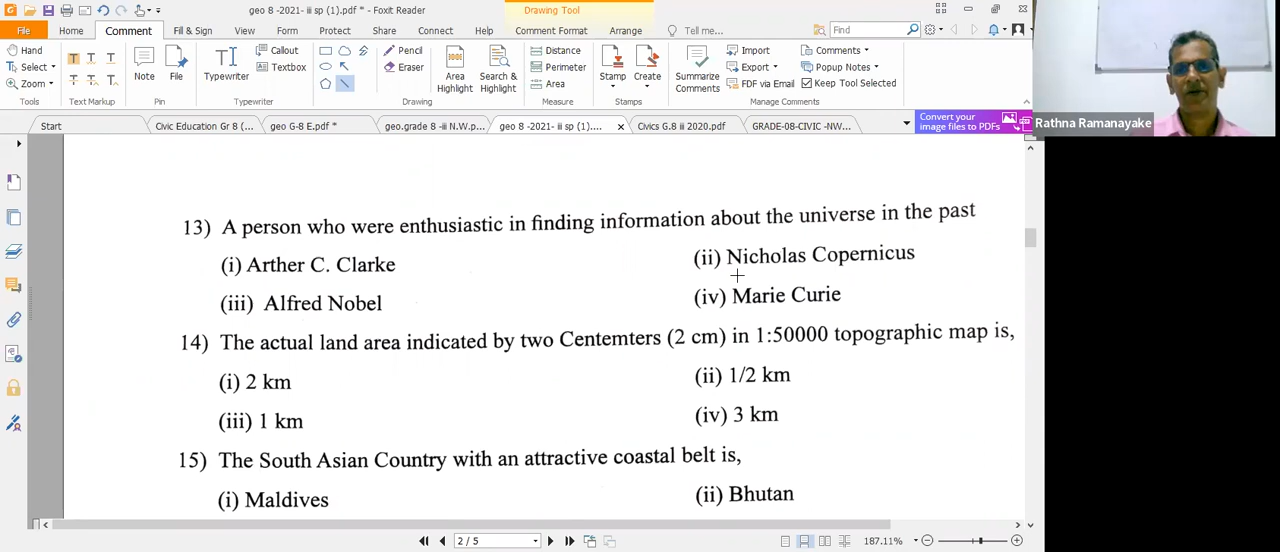 geo 8 -2021- ii sp (1).pdf * - Foxit Reader
Drawing Tool
File
Home
Comment
Fill & Sign
View
Form
Protect
Share
Connect
Help
Comment Format
Arrange
Tell me...
Find
Hand
Select
Zoom
Tools
Text Markup
Note
File
Pin
Typewriter
Callout
Textbox
Typewriter
Pencil
Eraser
Area Highlight
Search & Highlight
Drawing
Distance
Perimeter
Area
Measure
Stamp
Create
Stamps
Summarize Comments
Import
Export
FDF via Email
Comments
Popup Notes
Keep Tool Selected
Manage Comments
Start
Civic Education Gr 8 (...
geo G-8 E.pdf *
geo.grade 8 -ii N.W.p...
geo 8 -2021- ii sp (1)....
Civics G.8 ii 2020.pdf
GRADE-08-CIVIC -NW...
Convert your
image files to PDFs
Rathna Ramanayake
13) A person who were enthusiastic in finding information about the universe in the past
(i) Arther C. Clarke
(ii) Nicholas Copernicus
(iii) Alfred Nobel
(iv) Marie Curie
14) The actual land area indicated by two Centemters (2 cm) in 1:50000 topographic map is,
(i) 2 km
(ii) 1/2 km
(iii) 1 km
(iv) 3 km
15) The South Asian Country with an attractive coastal belt is,
(i) Maldives
(ii) Bhutan
2 / 5
187.11%